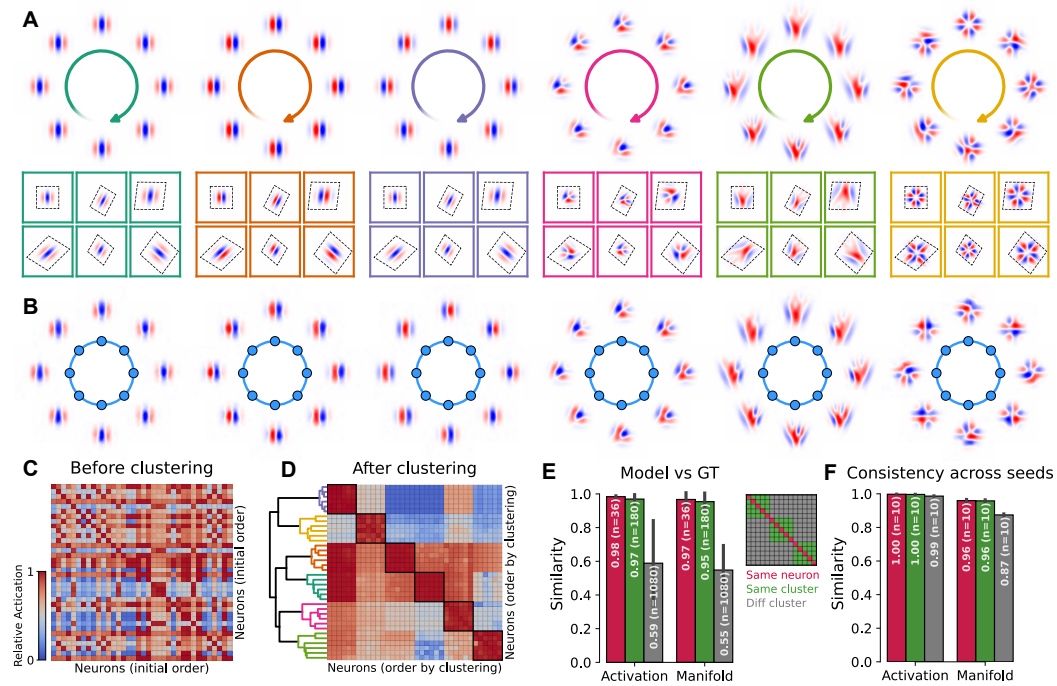 A
B
C
Before clustering
Relative Actication
1
0
Neurons (initial order)
Neurons (initial order)
D
After clustering
Neurons (order by clustering)
Neurons (order by clustering)
E
Model vs GT
Similarity
1.0
0.8
0.6
0.4
0.2
0.0
0.98 (n=36)
0.97 (n=180)
0.59 (n=1080)
0.97 (n=36)
0.95 (n=180)
0.55 (n=1080)
Activation
Manifold
Same neuron
Same cluster
Diff cluster
F
Consistency across seeds
Similarity
1.0
0.8
0.6
0.4
0.2
0.0
1.00 (n=10)
1.00 (n=10)
0.99 (n=10)
0.96 (n=10)
0.96 (n=10)
0.87 (n=10)
Activation
Manifold